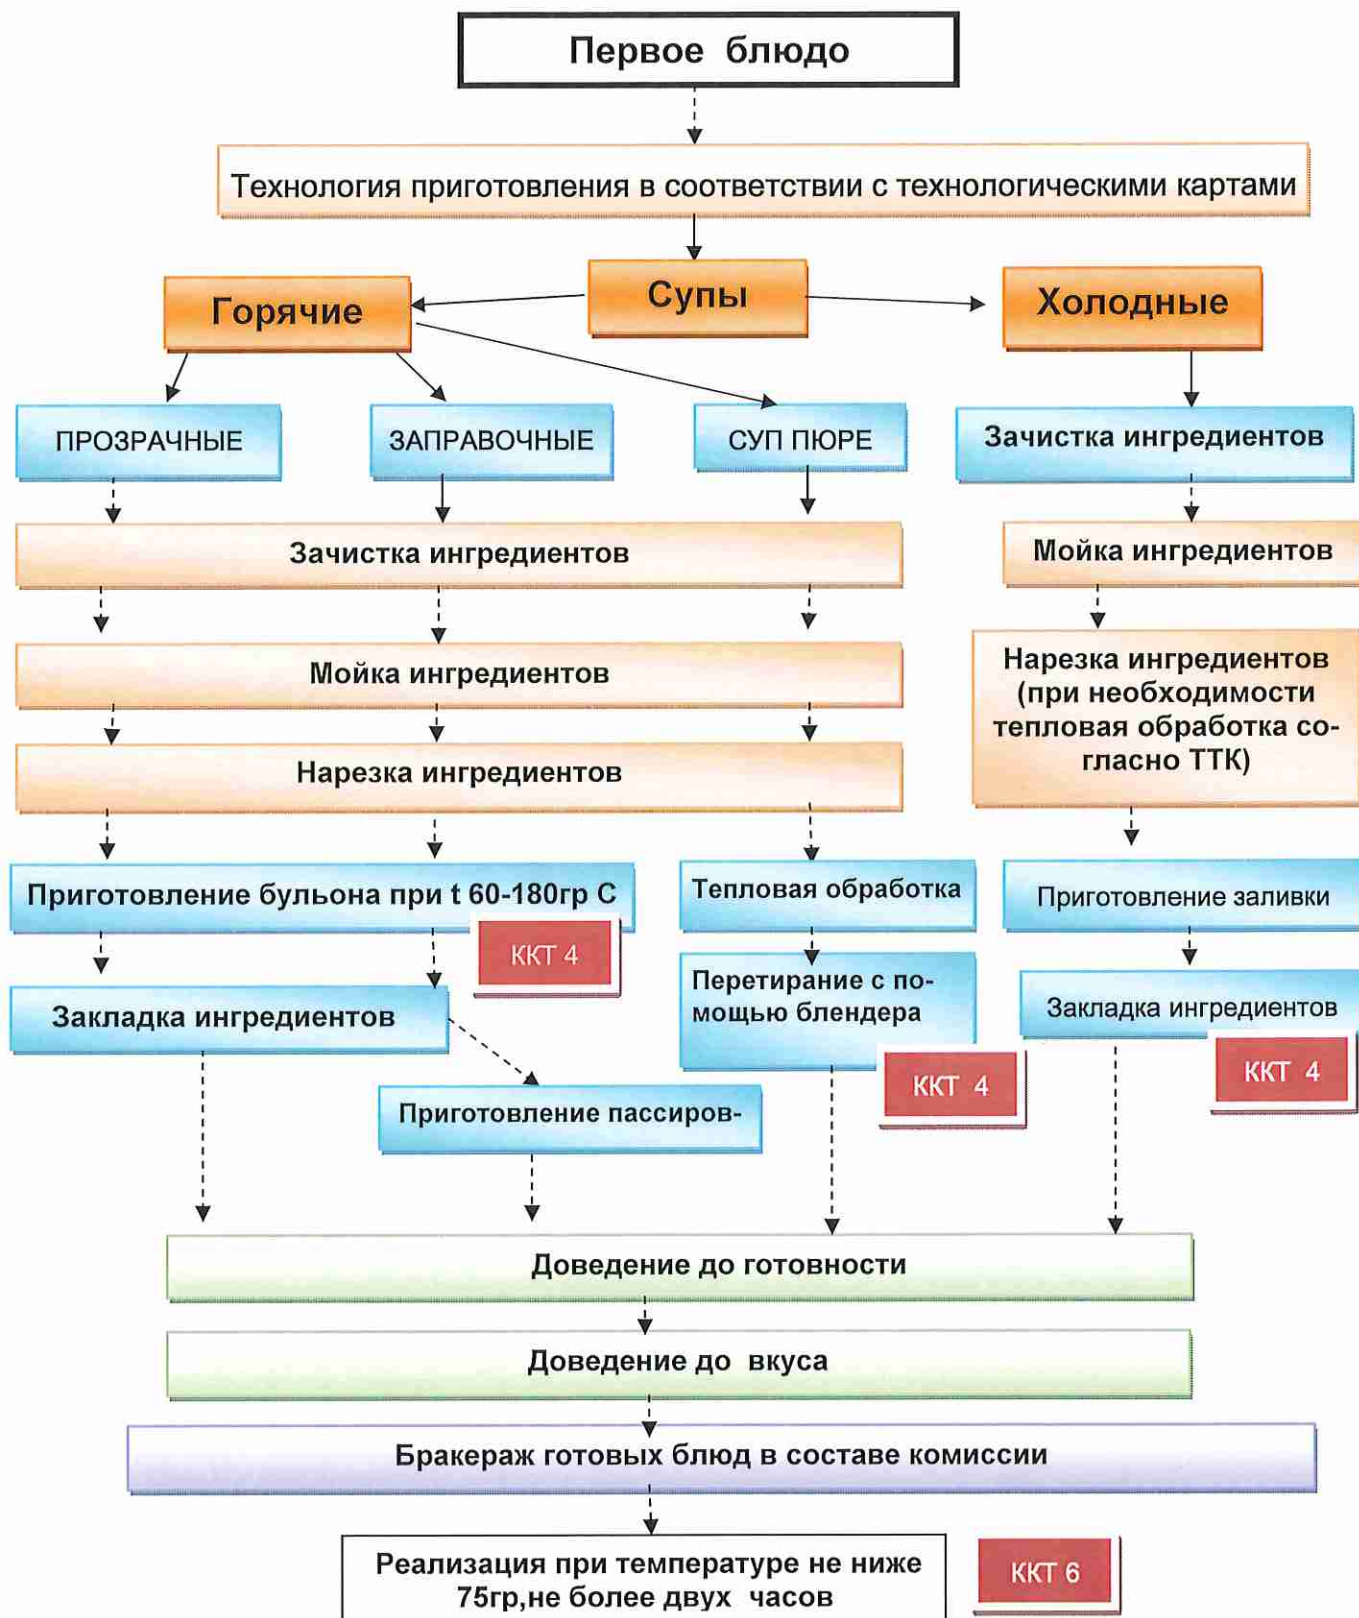 Первое блюдо
Технология приготовления в соответствии с технологическими картами
Горячие
Супы
Холодные
ПРОЗРАЧНЫЕ
ЗАПРАВОЧНЫЕ
СУП ПЮРЕ
Зачистка ингредиентов
Зачистка ингредиентов
Мойка ингредиентов
Мойка ингредиентов
Нарезка ингредиентов
Нарезка ингредиентов
(при необходимости
тепловая обработка со-
гласно ТТК)
Приготовление бульона при t 60-180гр С
ККТ 4
Тепловая обработка
Приготовление заливки
Закладка ингредиентов
Перетирание с по-
мощью блендера
ККТ 4
Закладка ингредиентов
ККТ 4
Приготовление пассиров-
Доведение до готовности
Доведение до вкуса
Бракераж готовых блюд в составе комиссии
Реализация при температуре не ниже
75гр,не более двух часов
ККТ 6